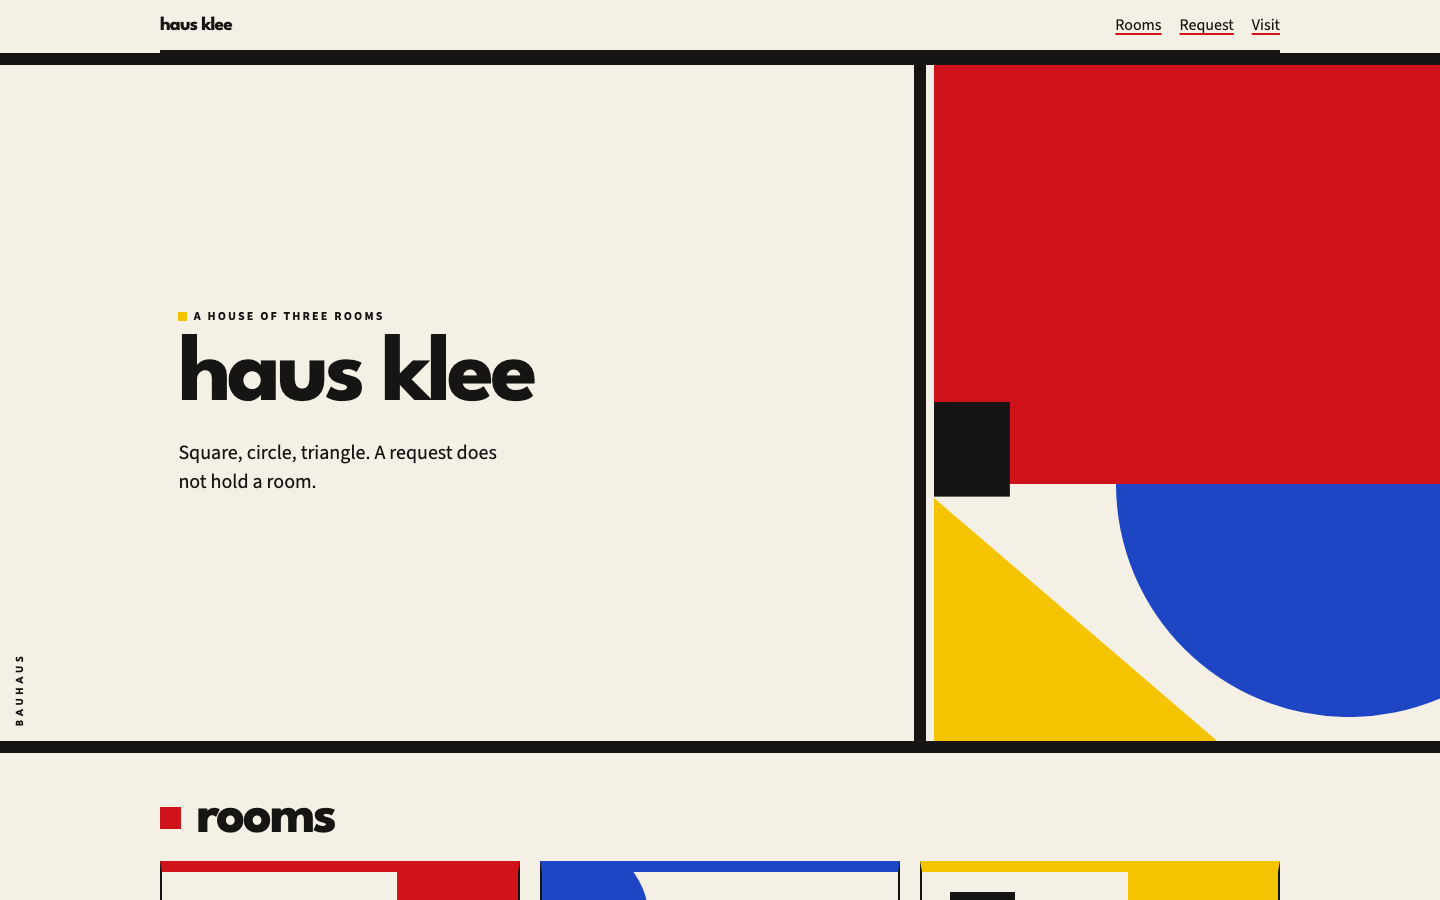 haus klee
Rooms Request Visit
A HOUSE OF THREE ROOMS
haus klee
Square, circle, triangle. A request does
not hold a room.
BAUHAUS
rooms